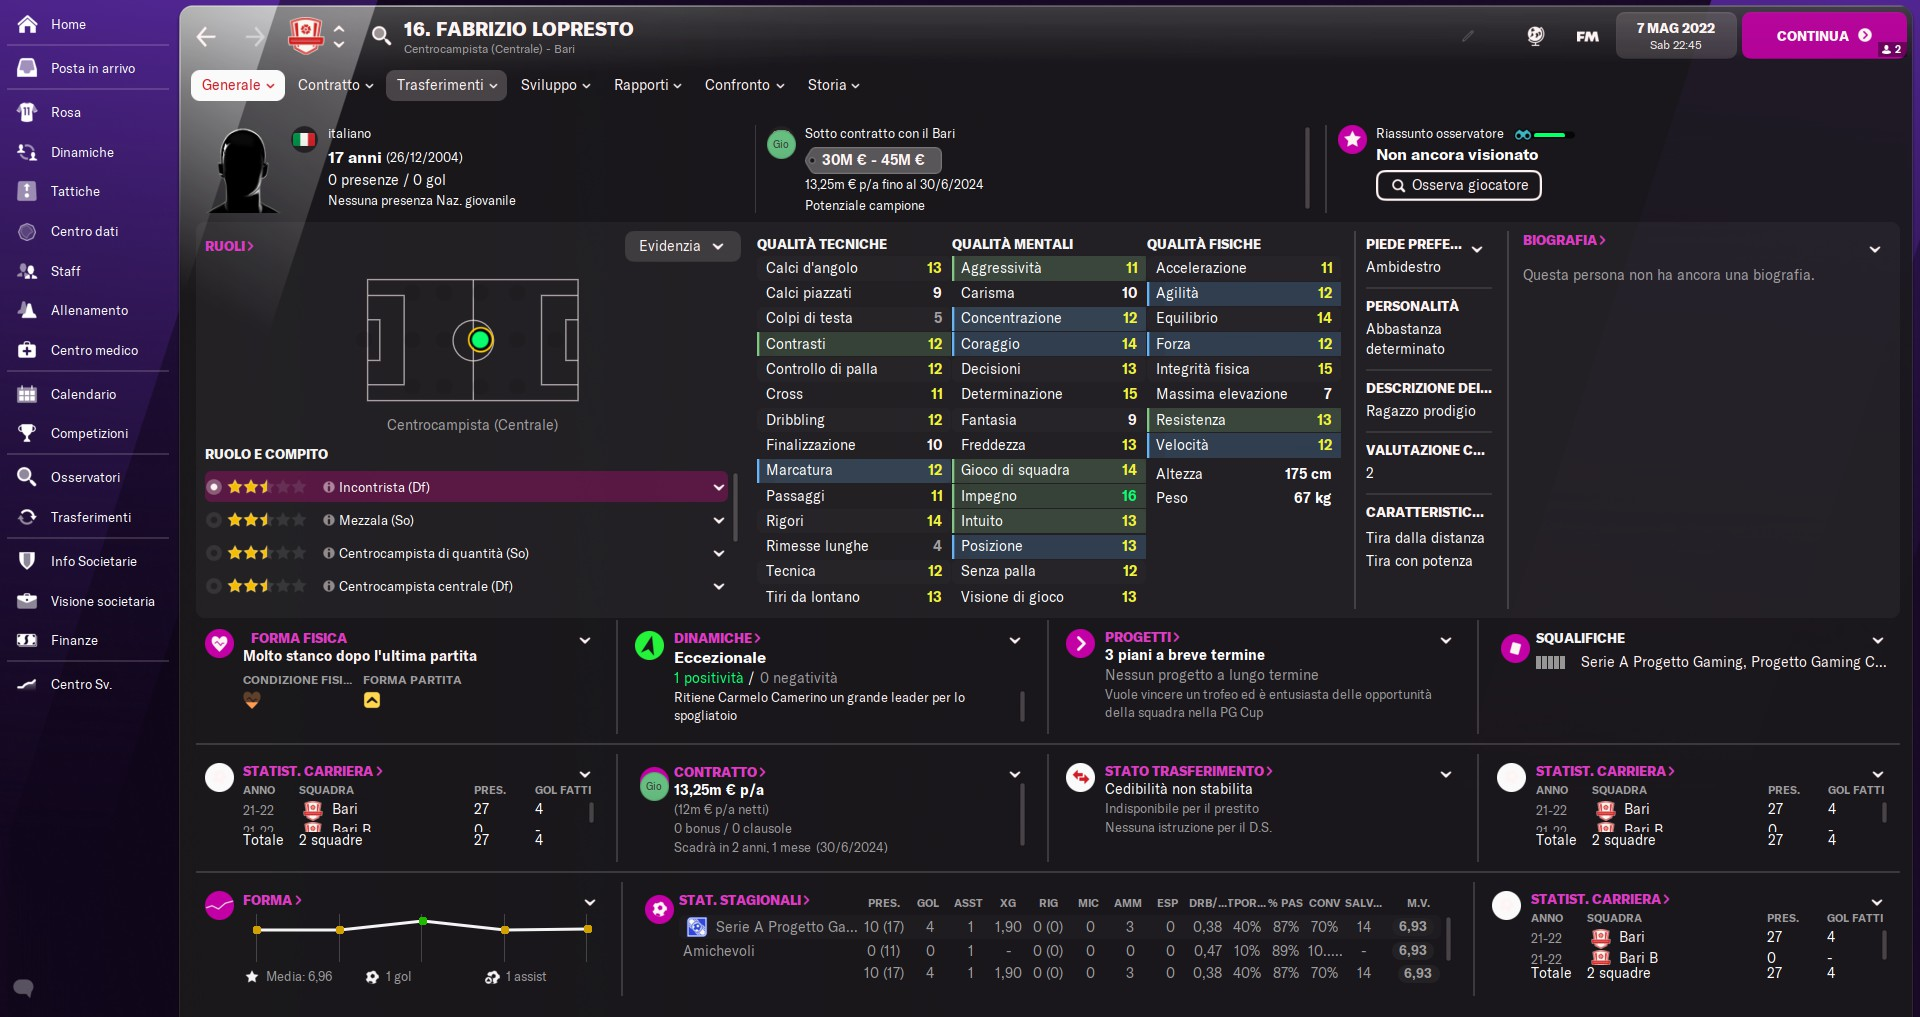 Home
Posta in arrivo
Rosa
Dinamiche
Tattiche
Centro dati
Staff
Allenamento
Centro medico
Calendario
Competizioni
Osservatori
Trasferimenti
Info Societarie
Visione societaria
Finanze
Centro Sv.
16. FABRIZIO LOPRESTO
Centrocampista (Centrale) - Bari
FM
7 MAG 2022
Sab 22:45
CONTINUA
2
Generale Contratto Trasferimenti Sviluppo Rapporti Confronto Storia
italiano
17 anni (26/12/2004)
0 presenze / 0 gol
Nessuna presenza Naz. giovanile
Gio
Sotto contratto con il Bari
30M € - 45M €
13,25m € p/a fino al 30/6/2024
Potenziale campione
Riassunto osservatore
Non ancora visionato
Osserva giocatore
RUOLI
Evidenzia
Centrocampista (Centrale)
RUOLO E COMPITO
Incontrista (Df)
Mezzala (So)
Centrocampista di quantità (So)
Centrocampista centrale (Df)
QUALITÀ TECNICHE
Calci d'angolo 13
Calci piazzati 9
Colpi di testa 5
Contrasti 12
Controllo di palla 12
Cross 11
Dribbling 12
Finalizzazione 10
Marcatura 12
Passaggi 11
Rigori 14
Rimesse lunghe 4
Tecnica 12
Tiri da lontano 13
QUALITÀ MENTALI
Aggressività 11
Carisma 10
Concentrazione 12
Coraggio 14
Decisioni 13
Determinazione 15
Fantasia 9
Freddezza 13
Gioco di squadra 14
Impegno 16
Intuito 13
Posizione 13
Senza palla 12
Visione di gioco 13
QUALITÀ FISICHE
Accelerazione 11
Agilità 12
Equilibrio 14
Forza 12
Integrità fisica 15
Massima elevazione 7
Resistenza 13
Velocità 12
Altezza 175 cm
Peso 67 kg
PIEDE PREFE...
Ambidestro
PERSONALITÀ
Abbastanza
determinato
DESCRIZIONE DEI...
Ragazzo prodigio
VALUTAZIONE C...
2
CARATTERISTIC...
Tira dalla distanza
Tira con potenza
BIOGRAFIA
Questa persona non ha ancora una biografia.
FORMA FISICA
Molto stanco dopo l'ultima partita
CONDIZIONE FISI... FORMA PARTITA
DINAMICHE
Eccezionale
1 positività / 0 negatività
Ritiene Carmelo Camerino un grande leader per lo
spogliatoio
PROGETTI
3 piani a breve termine
Nessun progetto a lungo termine
Vuole vincere un trofeo ed è entusiasta delle opportunità
della squadra nella PG Cup
SQUALIFICHE
Serie A Progetto Gaming, Progetto Gaming C...
STATIST. CARRIERA
ANNO SQUADRA PRES. GOL FATTI
21-22 Bari 27 4
21-22 Bari B 0 -
Totale 2 squadre 27 4
Gio
CONTRATTO
13,25m € p/a
(12m € p/a netti)
0 bonus / 0 clausole
Scadrà in 2 anni, 1 mese (30/6/2024)
STATO TRASFERIMENTO
Cedibilità non stabilita
Indisponibile per il prestito
Nessuna istruzione per il D.S.
STATIST. CARRIERA
ANNO SQUADRA PRES. GOL FATTI
21-22 Bari 27 4
21-22 Bari B 0 -
Totale 2 squadre 27 4
FORMA
Media: 6,96 1 gol 1 assist
STAT. STAGIONALI
PRES. GOL ASST XG RIG MIC AMM ESP DRB/... TPOR... % PAS CONV SALV... M.V.
Serie A Progetto Ga... 10 (17) 4 1 1,90 0 (0) 0 3 0 0,38 40% 87% 70% 14 6,93
Amichevoli 0 (11) 0 1 - 0 (0) 0 0 0 0,47 10% 89% 10..... - 6,93
10 (17) 4 1 1,90 0 (0) 0 3 0 0,38 40% 87% 70% 14 6,93
STATIST. CARRIERA
ANNO SQUADRA PRES. GOL FATTI
21-22 Bari 27 4
21-22 Bari B 0 -
Totale 2 squadre 27 4